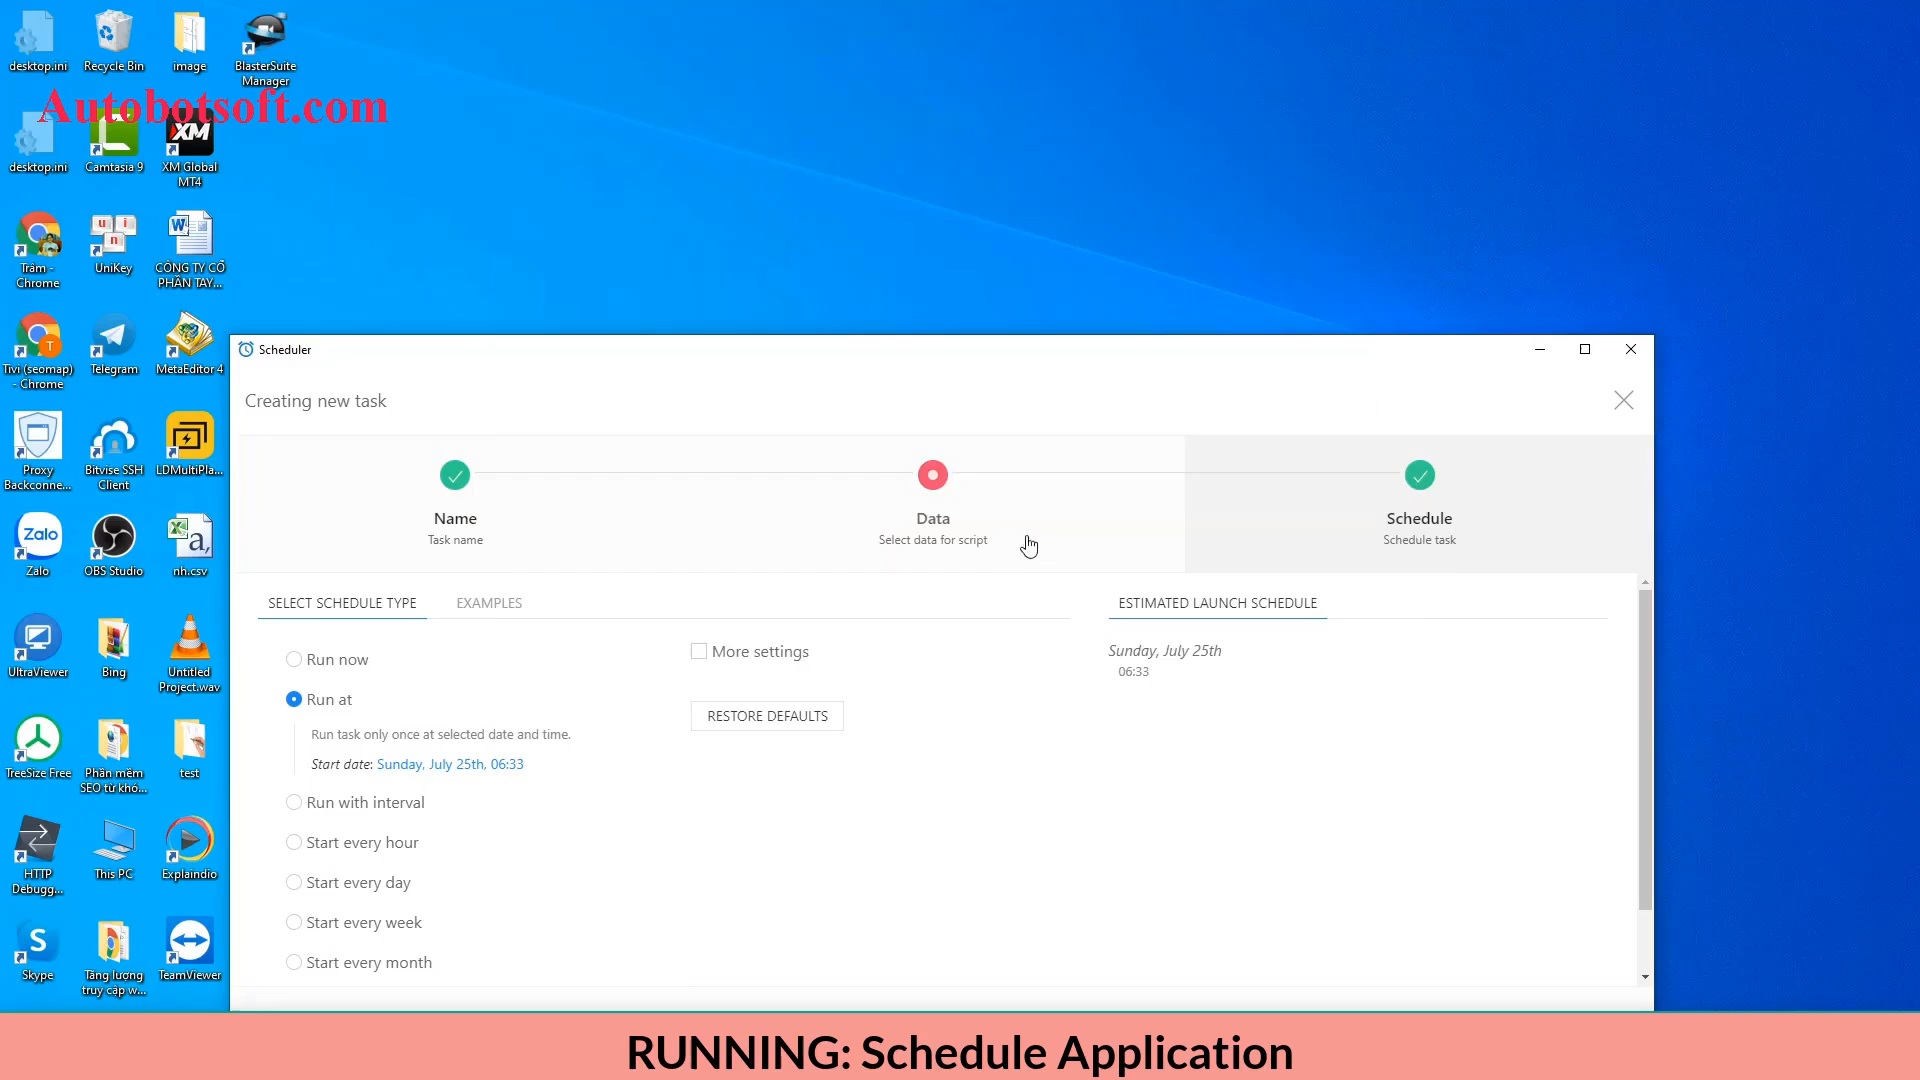 desktop.ini
Recycle Bin
image
BlasterSuite
Manager
Autobotsoft.com
desktop.ini
Camtasia 9
XM
XM Global
MT4
Trâm -
Chrome
UniKey
CÔNG TY CỔ
PHẦN TAY...
Tivi (seomap)
- Chrome
Telegram
MetaEditor 4
Proxy
Backconne...
Bitvise SSH
Client
LDMultiPla...
Zalo
Zalo
OBS Studio
nh.csv
UltraViewer
Bing
Untitled
Project.wav
TreeSize Free
Phần mềm
SEO từ khó...
test
HTTP
Debugg...
This PC
Explaindio
Skype
Tăng lượng
truy cập w...
TeamViewer
Scheduler
Creating new task
Name
Task name
Data
Select data for script
Schedule
Schedule task
SELECT SCHEDULE TYPE
EXAMPLES
ESTIMATED LAUNCH SCHEDULE
Run now
Run at
Run task only once at selected date and time.
Start date: Sunday, July 25th, 06:33
Run with interval
Start every hour
Start every day
Start every week
Start every month
More settings
RESTORE DEFAULTS
Sunday, July 25th
06:33
RUNNING: Schedule Application